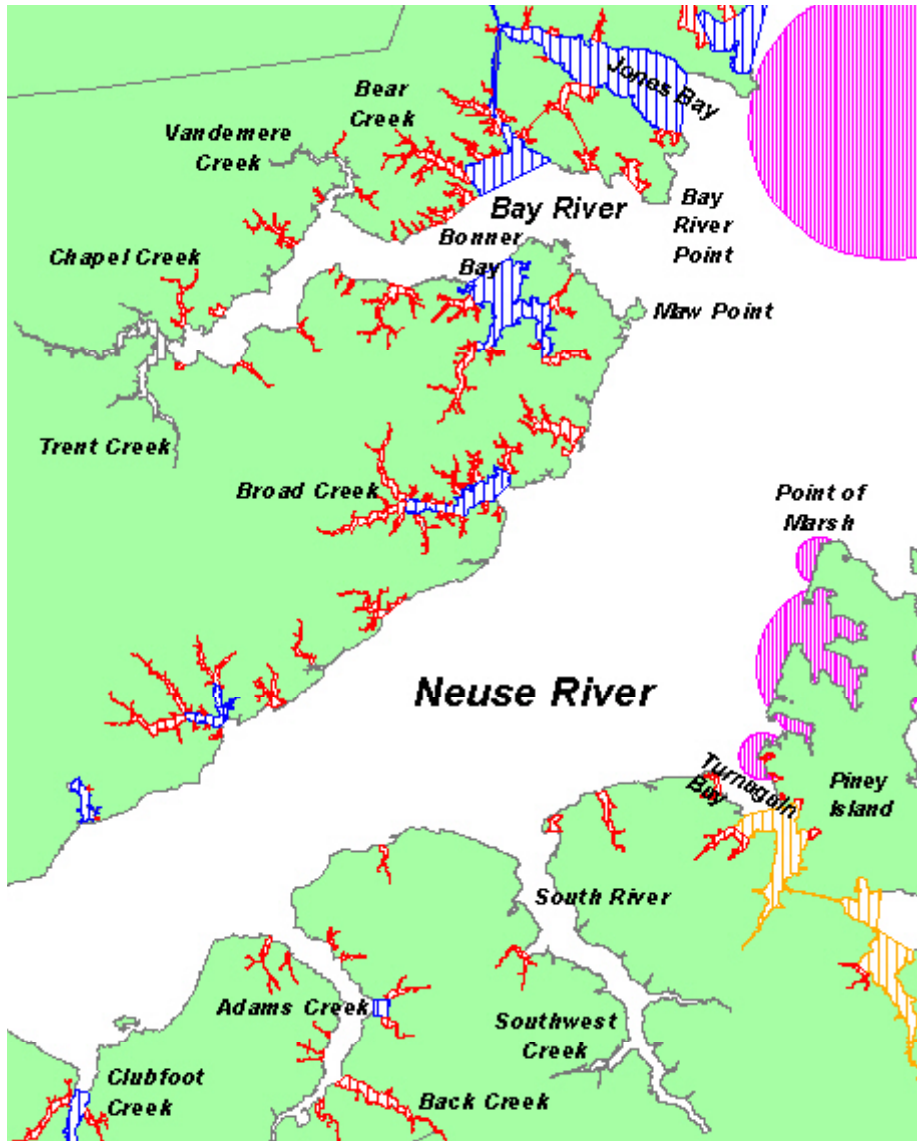 Jones Bay
Bear
Creek
Vandemere
Creek
Bay River
Bay
River
Point
Bonner
Bay
Chapel Creek
Maw Point
Trent Creek
Broad Creek
Point of
Marsh
Neuse River
Turnagain
Bay
Piney
Island
South River
Adams Creek
Southwest
Creek
Clubfoot
Creek
Back Creek